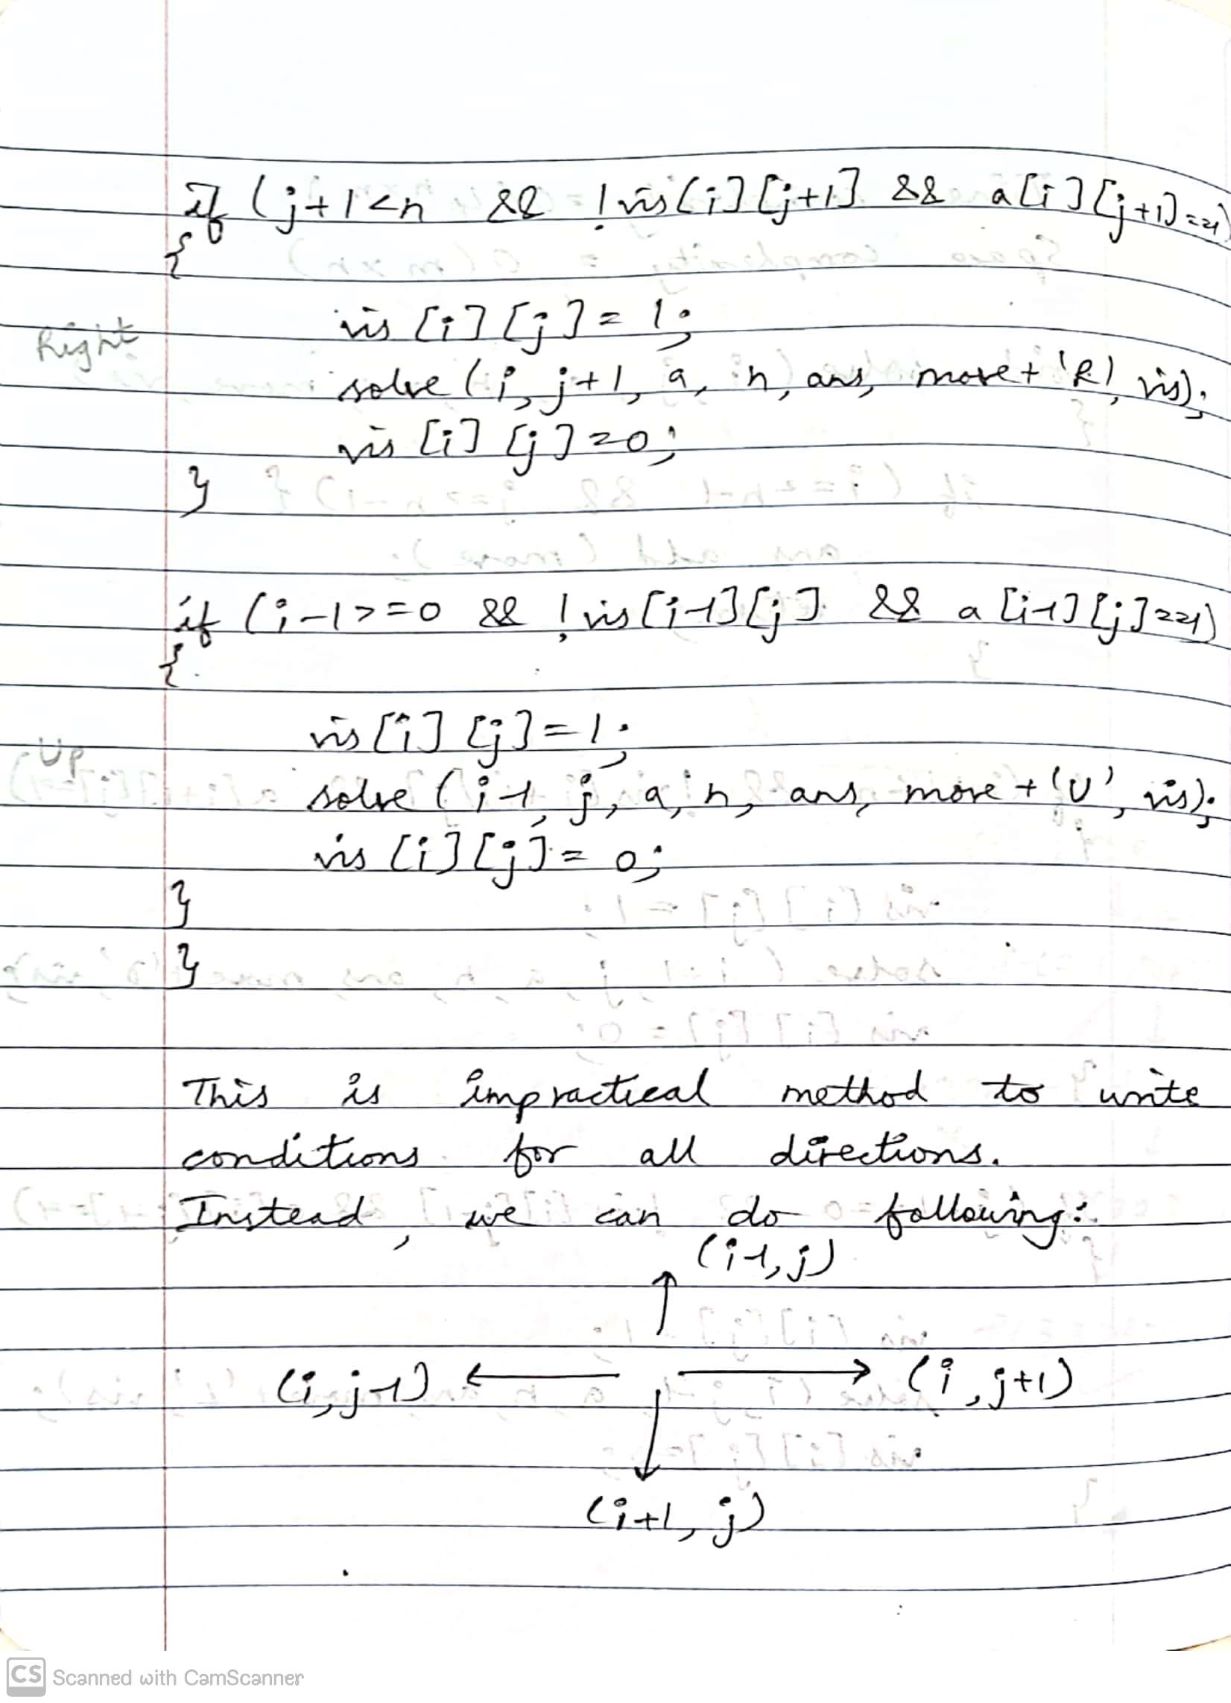 if (j+1<n && !vis[i][j+1] && a[i][j+1]==1)
{
Right
vis[i][j]=1;
solve(i, j+1, a, n, ans, move+'R', vis);
vis[i][j]=0;
}
if (i-1>=0 && !vis[i-1][j] && a[i-1][j]==1)
{
Up
vis[i][j]=1;
solve(i-1, j, a, n, ans, move+'U', vis);
vis[i][j]=0;
}
}
This is impractical method to write
conditions for all directions.
Instead, we can do following:
(i-1, j)
(i, j-1) ← → (i, j+1)
(i+1, j)
CS Scanned with CamScanner